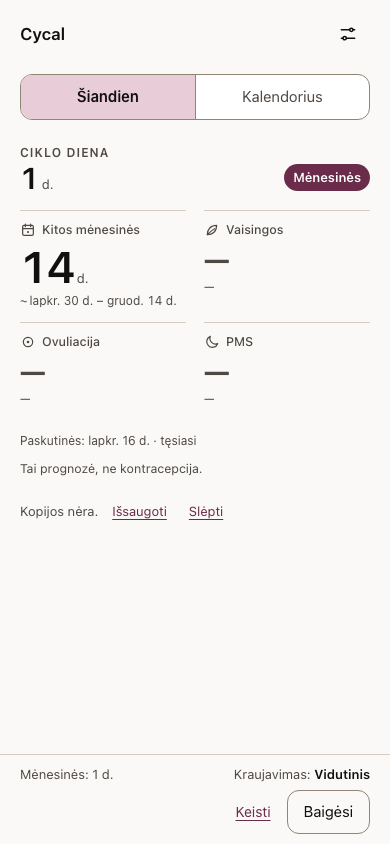 Cycal
Šiandien
Kalendorius
CIKLO DIENA
1 d.
Mėnesinės
Kitos mėnesinės
14 d.
~ lapkr. 30 d. – gruod. 14 d.
Vaisingos
—
–
Ovuliacija
—
–
PMS
—
–
Paskutinės: lapkr. 16 d. · tęsiasi
Tai prognozė, ne kontracepcija.
Kopijos nėra. Išsaugoti Slėpti
Mėnesinės: 1 d.
Kraujavimas: Vidutinis
Keisti
Baigėsi